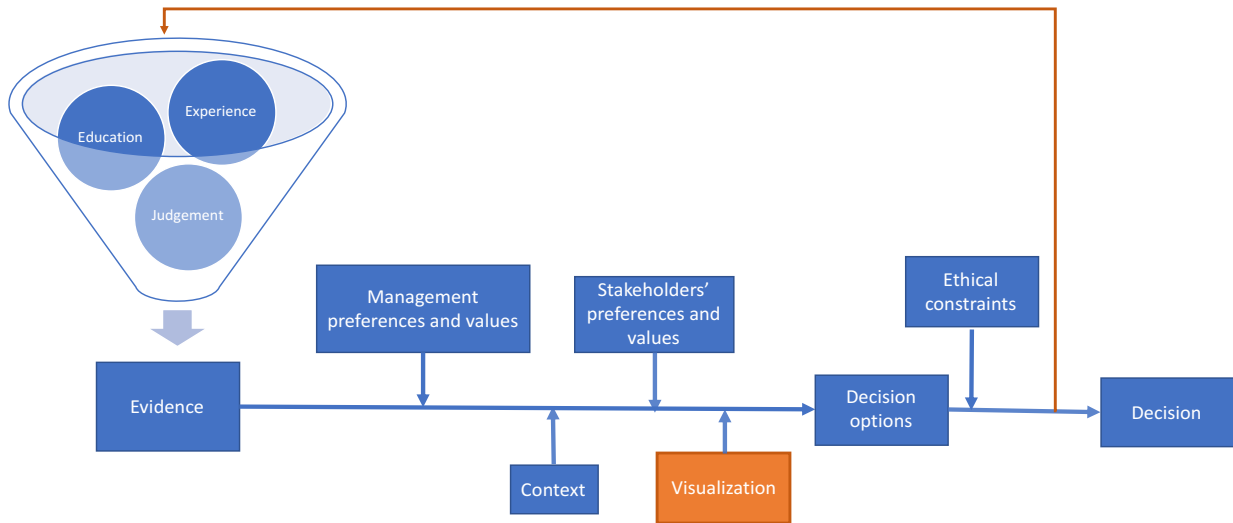 Experience
Education
Judgement
Management
preferences and values
Stakeholders’
preferences and
values
Ethical
constraints
Evidence
Decision
options
Decision
Context
Visualization